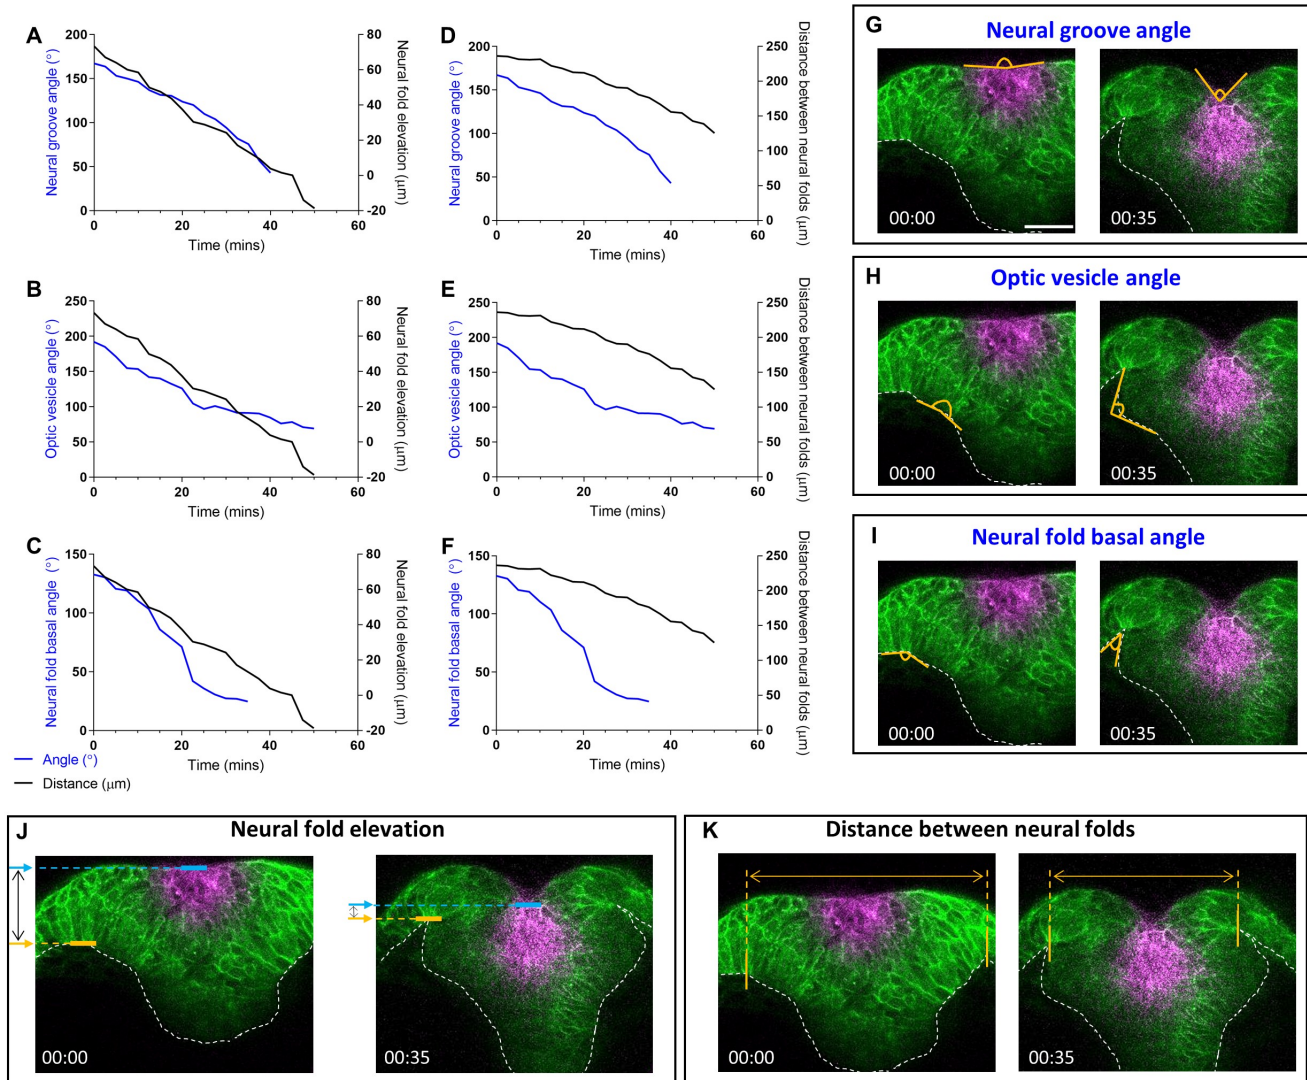 A
200
150
100
50
0
Neural groove angle (°)
80
60
40
20
0
-20
Neural fold elevation (μm)
0 20 40 60
Time (mins)
D
200
150
100
50
0
Neural groove angle (°)
250
200
150
100
50
0
Distance between neural folds (μm)
0 20 40 60
Time (mins)
G
Neural groove angle
00:00
00:35
B
250
200
150
100
50
0
Optic vesicle angle (°)
80
60
40
20
0
-20
Neural fold elevation (μm)
0 20 40 60
Time (mins)
E
250
200
150
100
50
0
Optic vesicle angle (°)
250
200
150
100
50
0
Distance between neural folds (μm)
0 20 40 60
Time (mins)
H
Optic vesicle angle
00:00
00:35
C
150
100
50
0
Neural fold basal angle (°)
80
60
40
20
0
-20
Neural fold elevation (μm)
0 20 40 60
Time (mins)
Angle (°)
Distance (μm)
F
150
100
50
0
Neural fold basal angle (°)
250
200
150
100
50
0
Distance between neural folds (μm)
0 20 40 60
Time (mins)
I
Neural fold basal angle
00:00
00:35
J
Neural fold elevation
00:00
00:35
K
Distance between neural folds
00:00
00:35